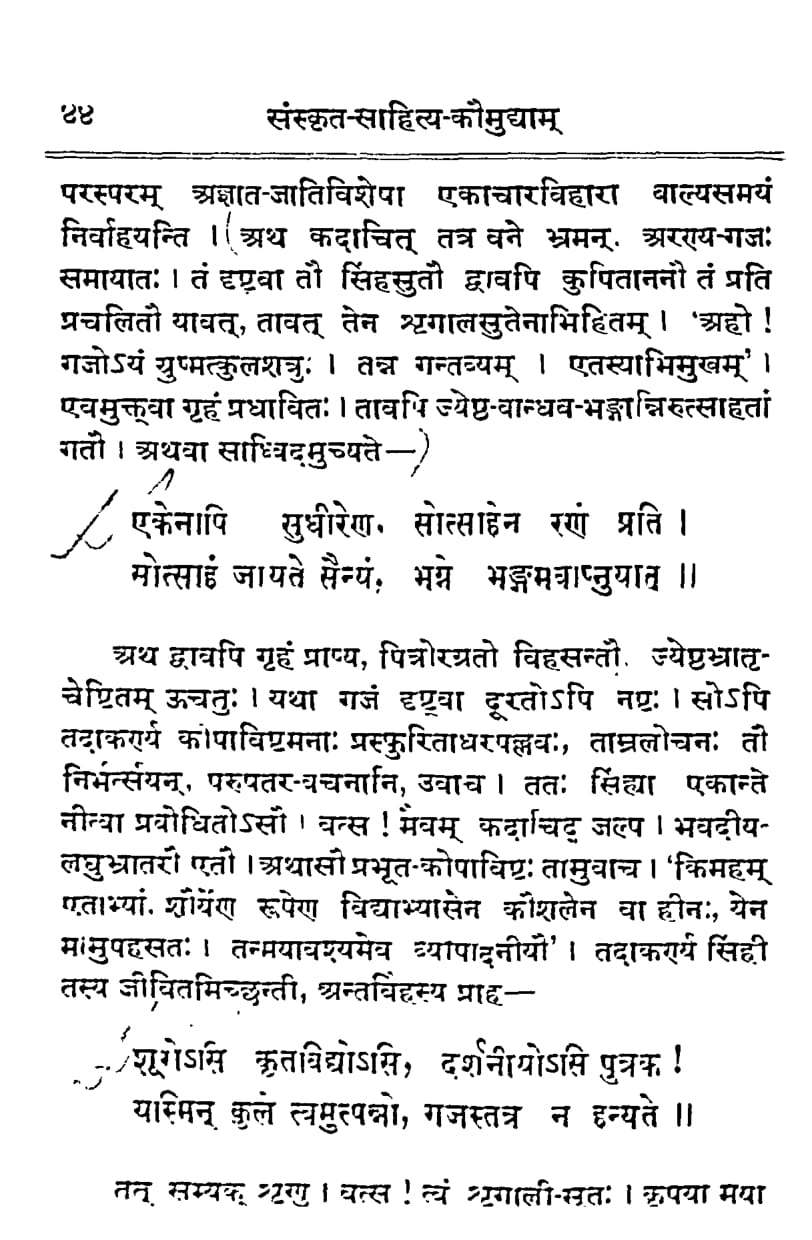 ४४ संस्कृत-साहित्य-कौमुद्याम्
परस्परम् अज्ञात-जातिविशेषा एकाचारविहारा वाल्यसमयं
निर्वाहयन्ति । (अथ कदाचित् तत्र वने भ्रमन्. अरण्य-गजः
समायातः । तं दृष्ट्वा तौ सिंहसुतौ द्वावपि कुपिताननौ तं प्रति
प्रचलितौ यावत्, तावत् तेन शृगालसुतेनाभिहितम् । 'अहो !
गजोऽयं युष्मत्कुलशत्रुः । तन्न गन्तव्यम् । एतस्याभिमुखम्' ।
एवमुक्त्वा गृहं प्रधावितः । तावपि ज्येष्ठ-वान्धव-भङ्गान्निरुत्साहतां
गतौ । अथवा साध्विदमुच्यते—)
एकेनापि सुधीरेण. सोत्साहेन रणं प्रति ।
मोत्साहं जायते सैन्यं, भग्ने भङ्गमवाप्नुयात् ॥
अथ द्वावपि गृहं प्राप्य, पित्रोरग्रतो विहसन्तौ. ज्येष्ठभ्रातृ-
चेष्टितम् ऊचतुः । यथा गजं दृष्ट्वा दूरतोऽपि नष्टः । सोऽपि
तदाकर्ण्य कोपाविष्टमनाः प्रस्फुरिताधरपल्लवः, ताम्रलोचनः तौ
निर्भर्त्सयन्, परुषतर-वचनानि, उवाच । ततः सिंह्या एकान्ते
नीत्वा प्रवोधितोऽसौ । वत्स ! मैवम् कदाचिद् जल्प । भवदीय-
लघुभ्रातरौ एतौ । अथासौ प्रभूत-कोपाविष्टः तामुवाच । 'किमहम्
एताभ्यां. शौर्येण रूपेण विद्याभ्यासेन कौशलेन वा हीनः, येन
मामुपहसतः । तन्मयावश्यमेव व्यापादनीयौ' । तदाकर्ण्य सिंही
तस्य जीवितमिच्छन्ती, अन्तर्विहस्य प्राह—
शूरोऽसि कृतविद्योऽसि, दर्शनीयोऽसि पुत्रक !
यस्मिन् कुले त्वमुत्पन्नो, गजस्तत्र न हन्यते ॥
तत् सम्यक् शृणु । वत्स ! त्वं शृगाली-सुतः । कृपया मया